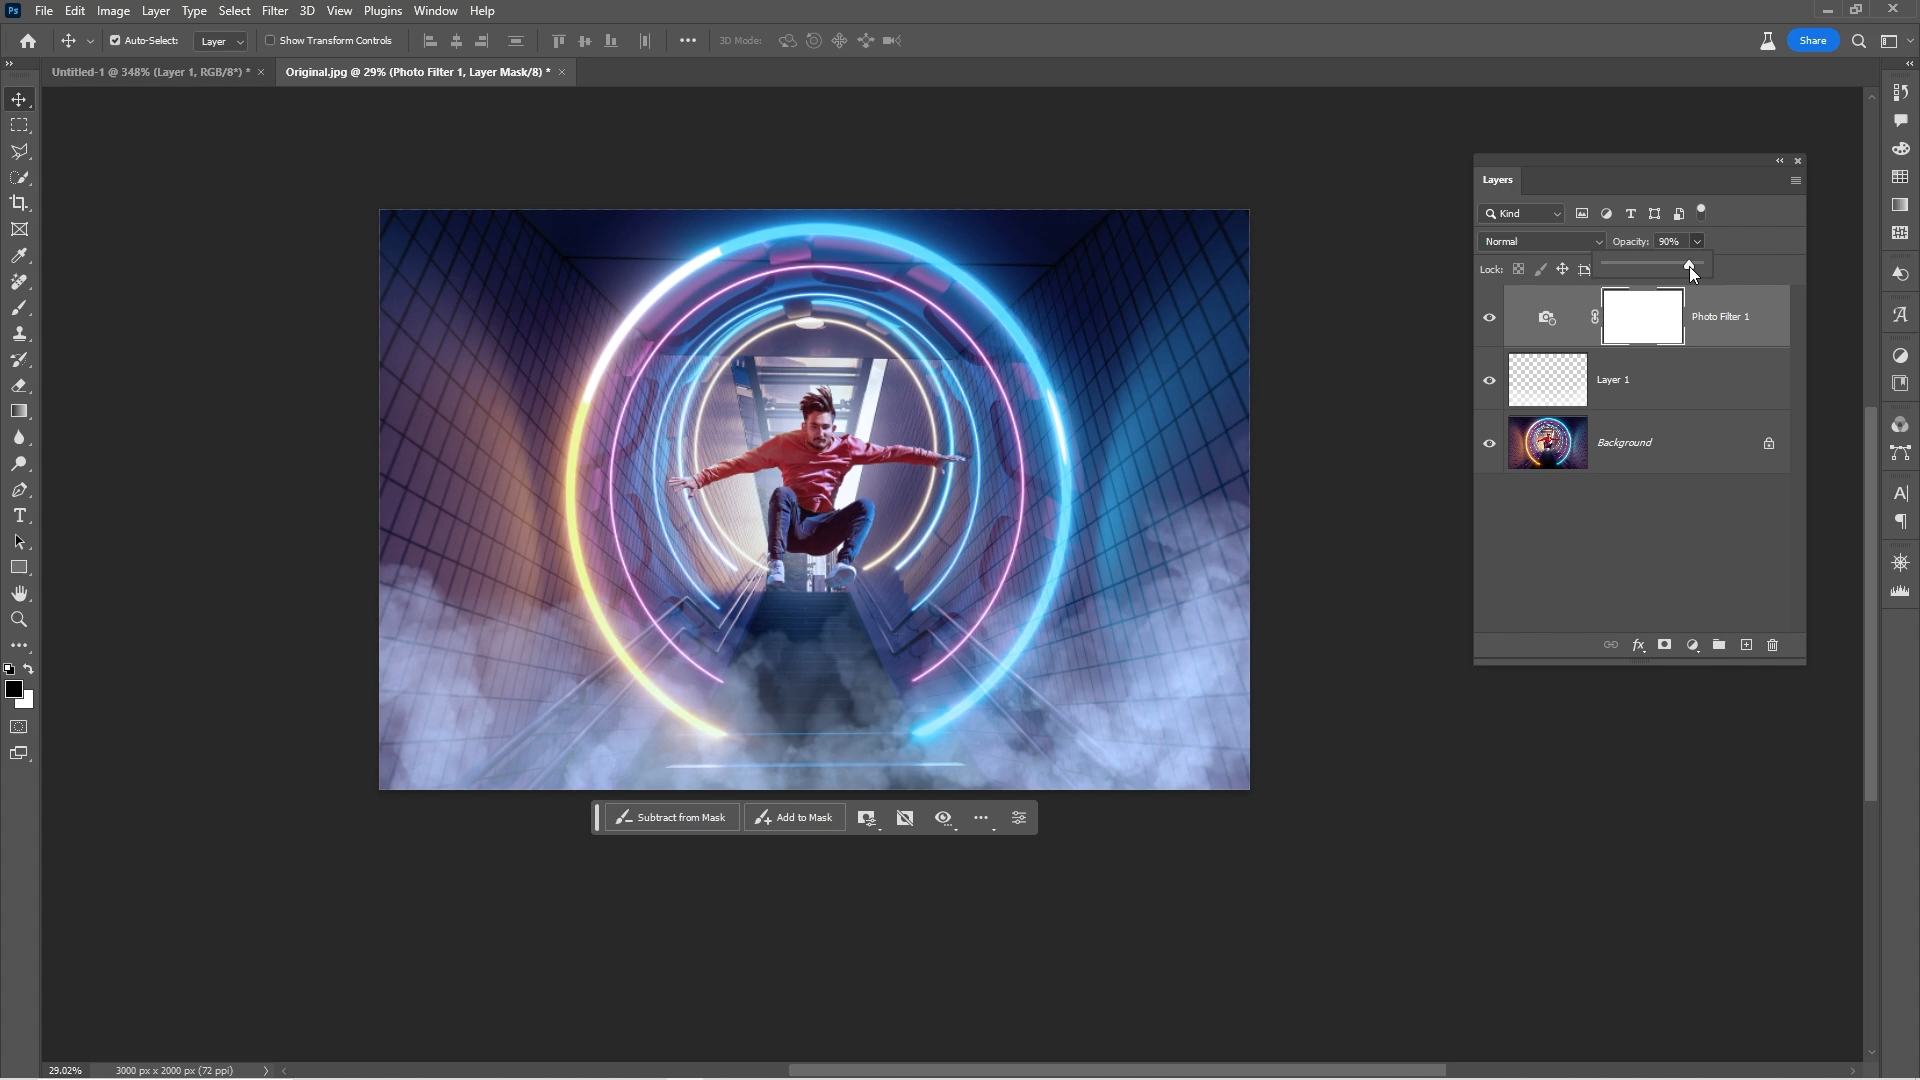 Ps File Edit Image Layer Type Select Filter 3D View Plugins Window Help
Auto-Select: Layer Show Transform Controls 3D Mode: Share
Untitled-1 @ 348% (Layer 1, RGB/8*) * Original.jpg @ 29% (Photo Filter 1, Layer Mask/8) *
Layers
Kind
Normal Opacity: 90%
Lock:
Photo Filter 1
Layer 1
Background
fx
Subtract from Mask Add to Mask
29.02% 3000 px x 2000 px (72 ppi)